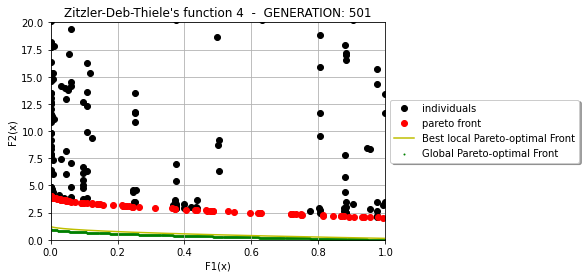 Zitzler-Deb-Thiele's function 4  -  GENERATION: 501
20.0
17.5
15.0
12.5
10.0
7.5
5.0
2.5
0.0
F2(x)
0.0
0.2
0.4
0.6
0.8
1.0
F1(x)
individuals
pareto front
Best local Pareto-optimal Front
Global Pareto-optimal Front